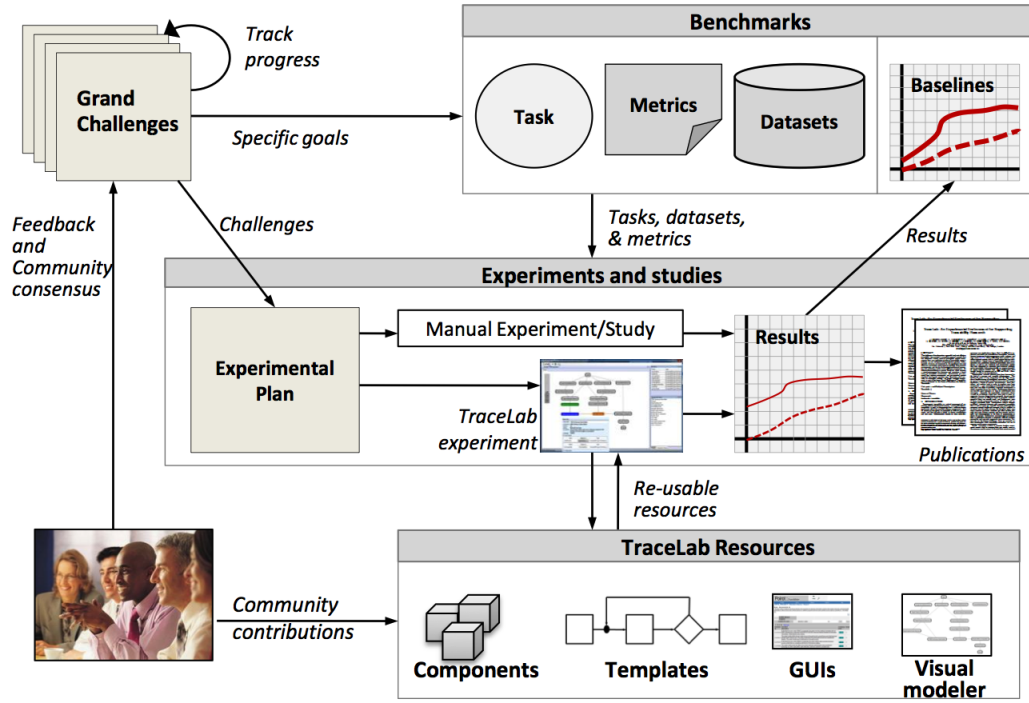 Benchmarks
Track
progress
Grand
Challenges
Specific goals
Task
Metrics
Datasets
Baselines
Feedback
and
Community
consensus
Challenges
Tasks, datasets,
& metrics
Results
Experiments and studies
Experimental
Plan
Manual Experiment/Study
TraceLab
experiment
Results
Publications
Re-usable
resources
TraceLab Resources
Community
contributions
Components
Templates
GUIs
Visual
modeler